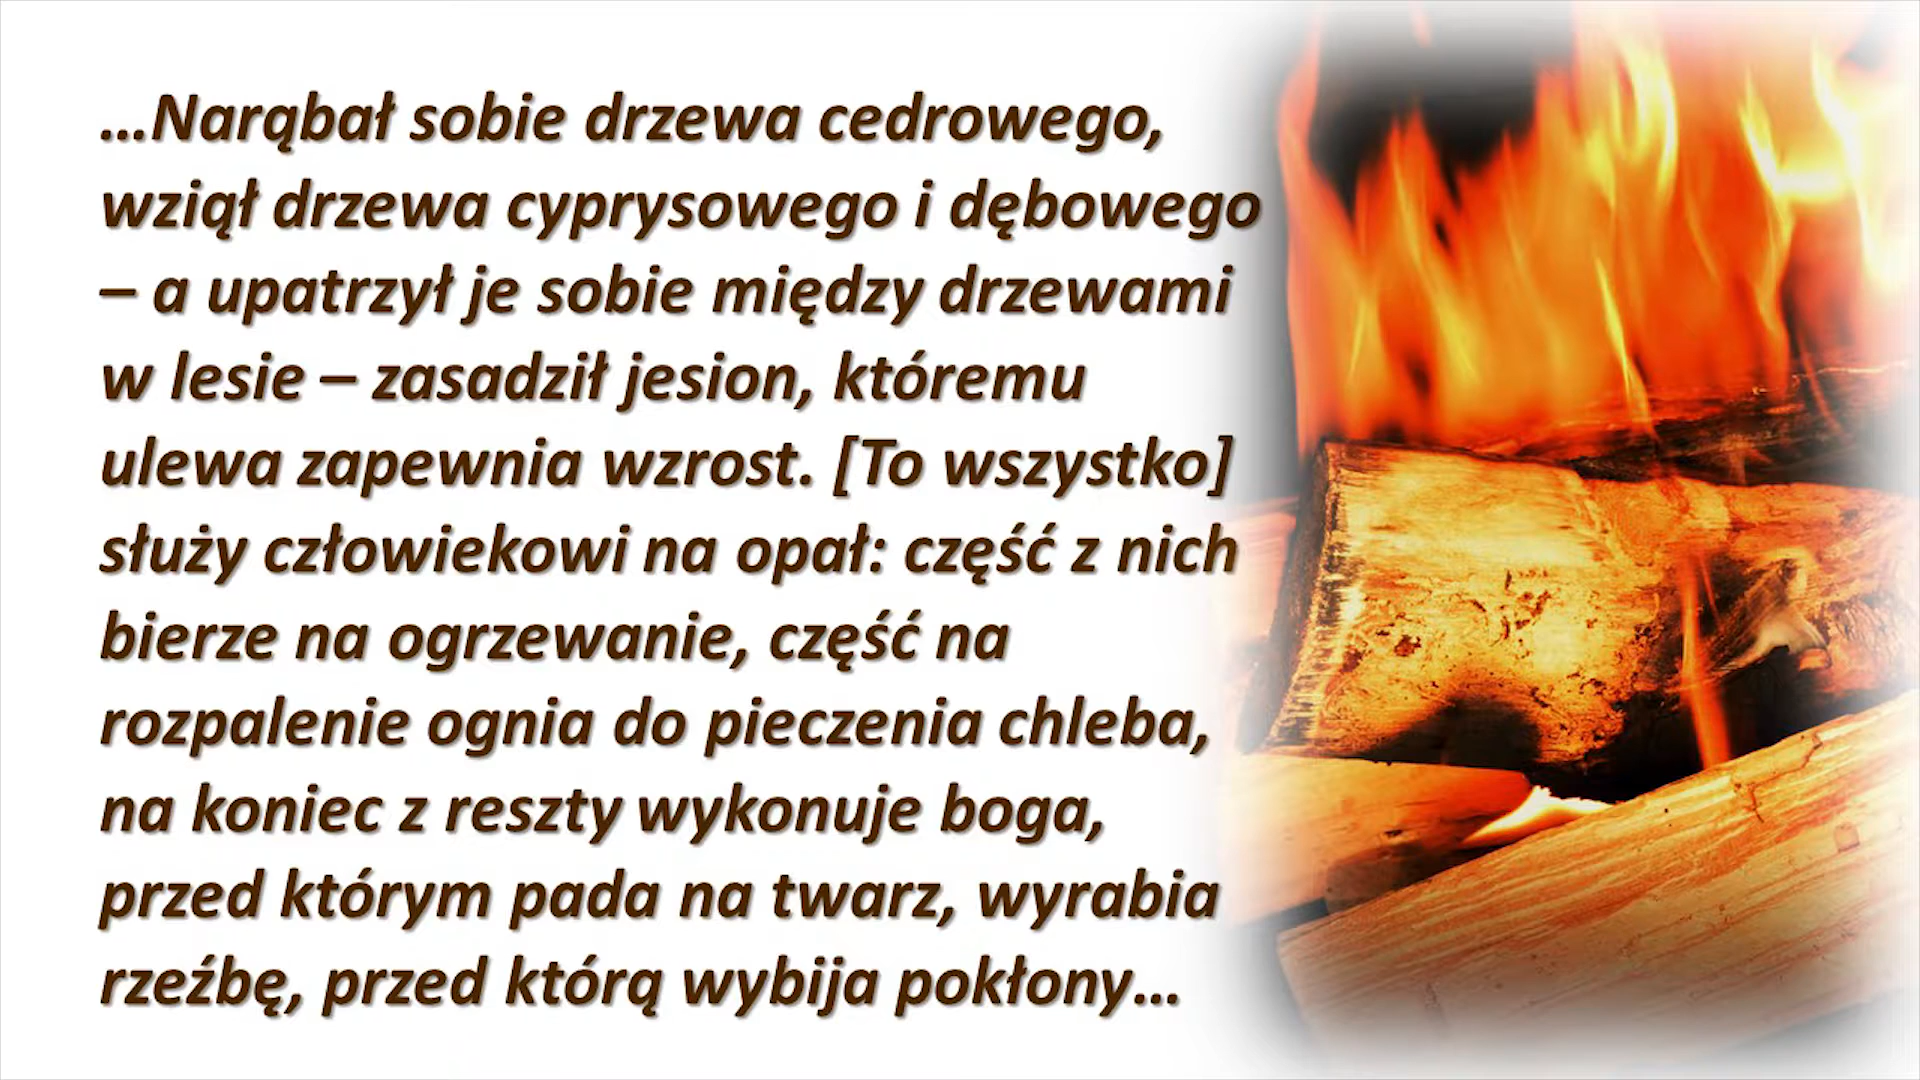 …Narąbał sobie drzewa cedrowego,
wziął drzewa cyprysowego i dębowego
– a upatrzył je sobie między drzewami
w lesie – zasadził jesion, któremu
ulewa zapewnia wzrost. [To wszystko]
służy człowiekowi na opał: część z nich
bierze na ogrzewanie, część na
rozpalenie ognia do pieczenia chleba,
na koniec z reszty wykonuje boga,
przed którym pada na twarz, wyrabia
rzeźbę, przed którą wybija pokłony…